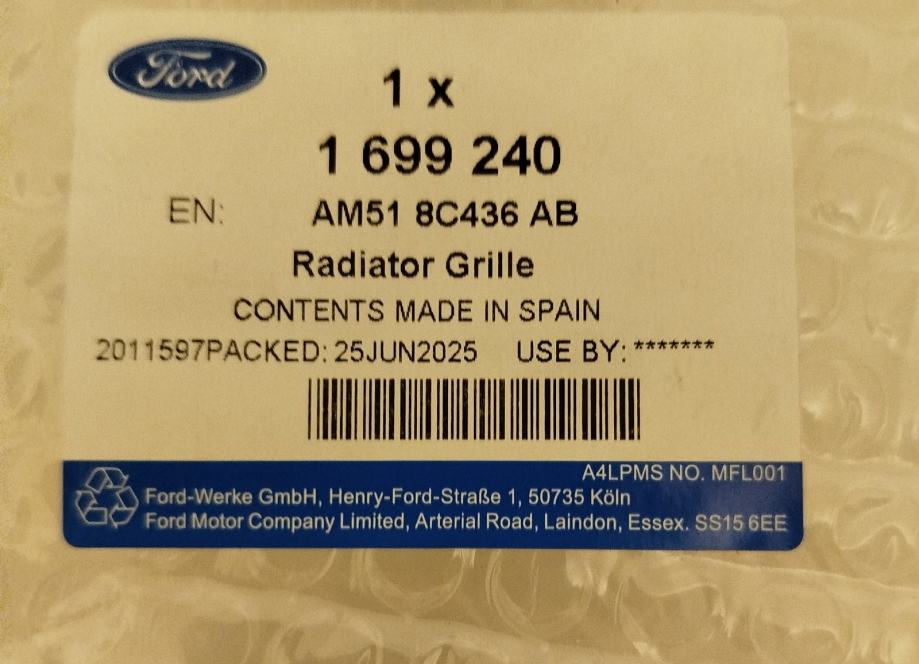 Ford
1 x
1 699 240
EN: AM51 8C436 AB
Radiator Grille
CONTENTS MADE IN SPAIN
2011597PACKED: 25JUN2025 USE BY: *******
A4LPMS NO. MFL001
Ford-Werke GmbH, Henry-Ford-Straße 1, 50735 Köln
Ford Motor Company Limited, Arterial Road, Laindon, Essex. SS15 6EE